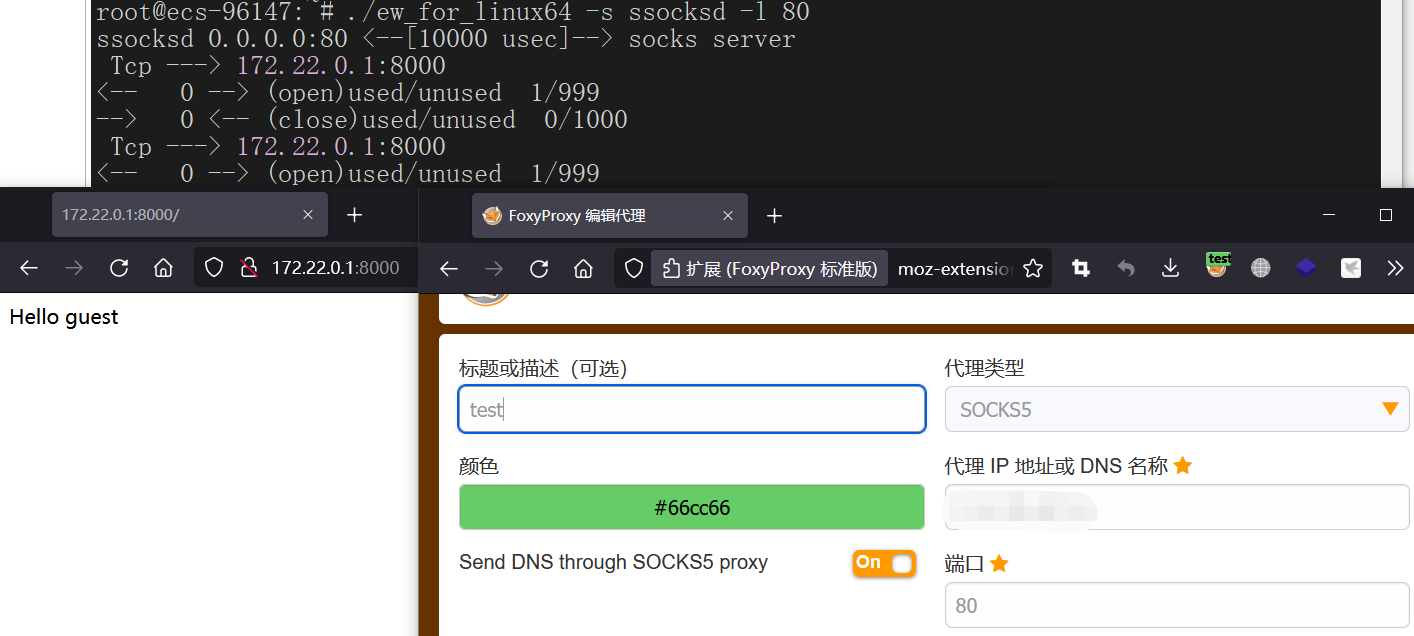 root@ecs-96147:~# ./ew_for_linux64 -s ssocksd -l 80
ssocksd 0.0.0.0:80 <--[10000 usec]--> socks server
Tcp ---> 172.22.0.1:8000
<--   0 --> (open)used/unused  1/999
-->   0 <-- (close)used/unused  0/1000
Tcp ---> 172.22.0.1:8000
<--   0 --> (open)used/unused  1/999
172.22.0.1:8000/
FoxyProxy 编辑代理
172.22.0.1:8000
扩展 (FoxyProxy 标准版)
moz-extension
test
Hello guest
标题或描述（可选）
代理类型
test
SOCKS5
颜色
代理 IP 地址或 DNS 名称
#66cc66
Send DNS through SOCKS5 proxy
On
端口
80